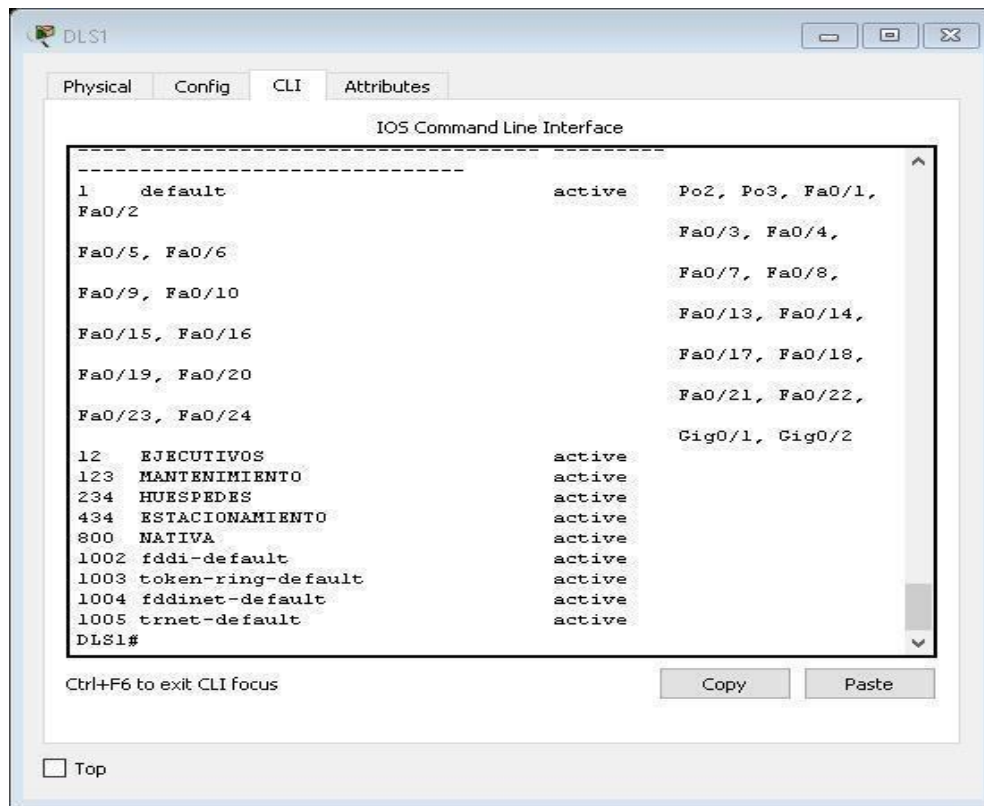 DLS1
Physical Config CLI Attributes
IOS Command Line Interface
---- -------------------------------- ---------
-------------------------------
1 default active Po2, Po3, Fa0/1,
Fa0/2
Fa0/3, Fa0/4,
Fa0/5, Fa0/6
Fa0/7, Fa0/8,
Fa0/9, Fa0/10
Fa0/13, Fa0/14,
Fa0/15, Fa0/16
Fa0/17, Fa0/18,
Fa0/19, Fa0/20
Fa0/21, Fa0/22,
Fa0/23, Fa0/24
Gig0/1, Gig0/2
12 EJECUTIVOS active
123 MANTENIMIENTO active
234 HUESPEDES active
434 ESTACIONAMIENTO active
800 NATIVA active
1002 fddi-default active
1003 token-ring-default active
1004 fddinet-default active
1005 trnet-default active
DLS1#
Ctrl+F6 to exit CLI focus
Copy Paste
Top